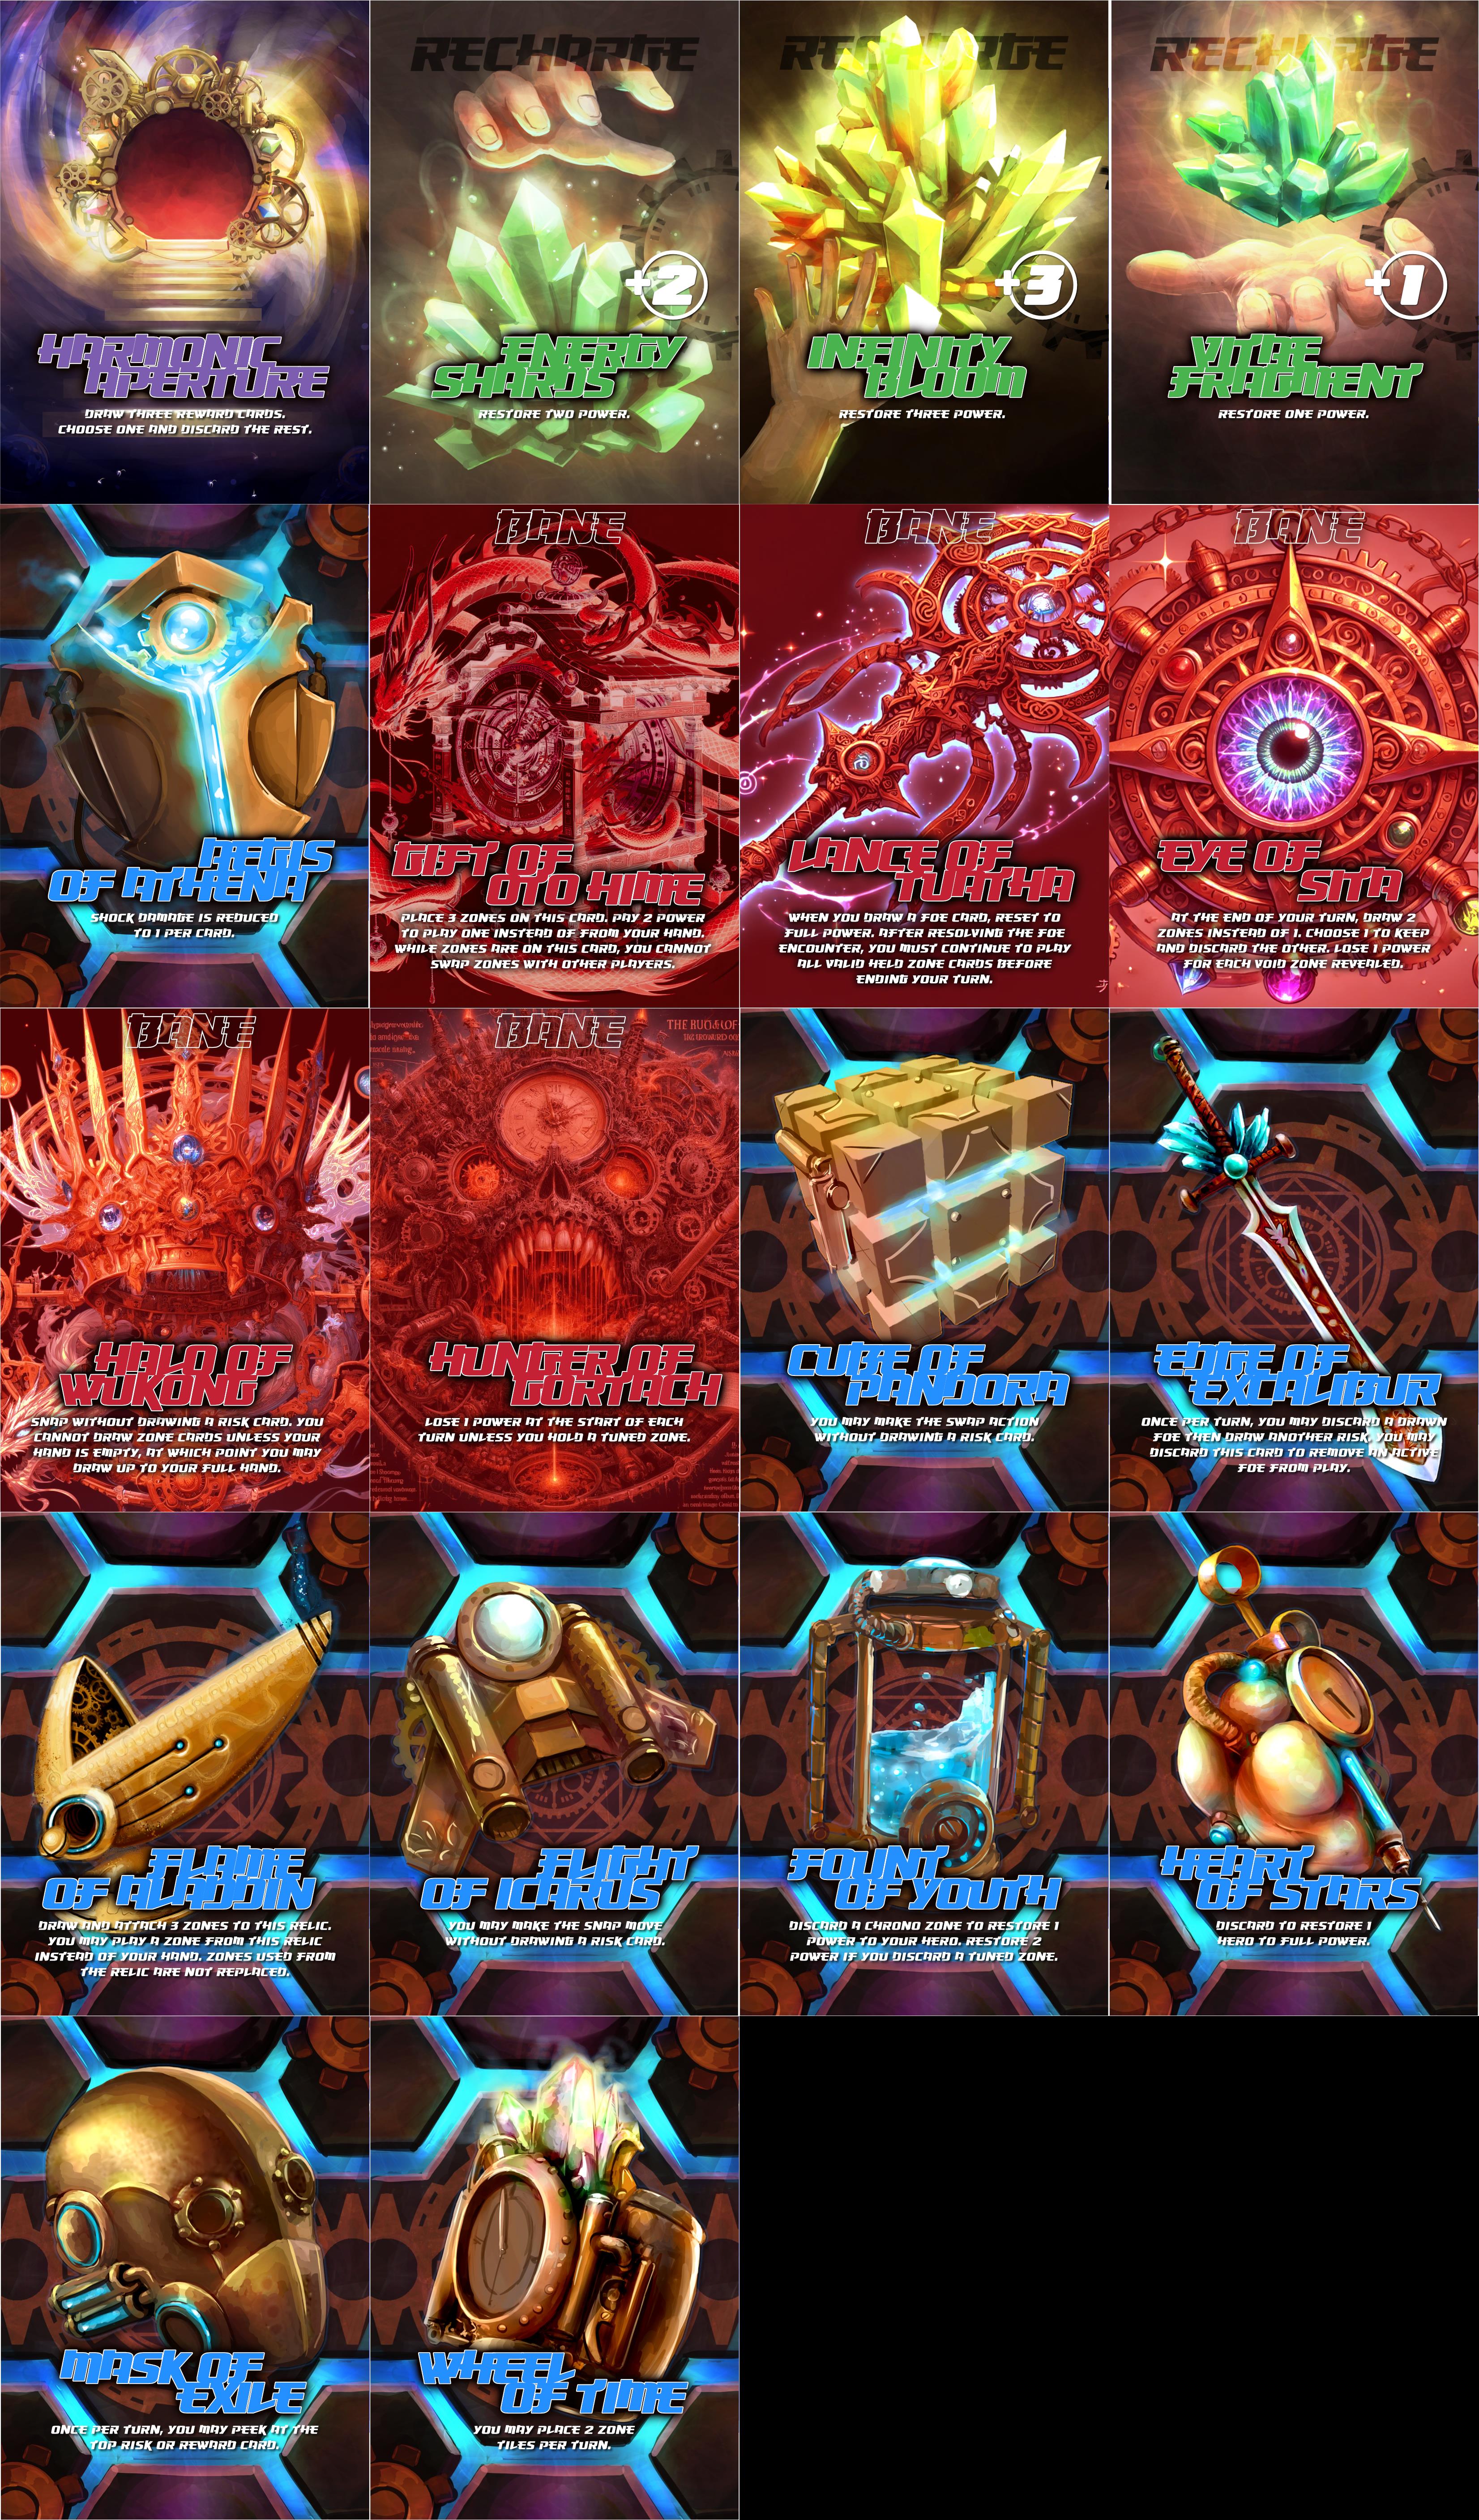 HARMONIC
APERTURE
DRAW THREE REWARD CARDS.
CHOOSE ONE AND DISCARD THE REST.
RECHARGE
+2
ENERGY
SHARDS
RESTORE TWO POWER.
RECHARGE
+3
INFINITY
BLOOM
RESTORE THREE POWER.
RECHARGE
+1
VITAE
FRAGMENT
RESTORE ONE POWER.
AEGIS
OF ATHENA
SHOCK DAMAGE IS REDUCED
TO 1 PER CARD.
BANE
GIFT OF
OTO HIME
PLACE 3 ZONES ON THIS CARD. PAY 2 POWER
TO PLAY ONE INSTEAD OF FROM YOUR HAND.
WHILE ZONES ARE ON THIS CARD, YOU CANNOT
SWAP ZONES WITH OTHER PLAYERS.
BANE
LANCE OF
TUATHA
WHEN YOU DRAW A FOE CARD, RESET TO
FULL POWER. AFTER RESOLVING THE FOE
ENCOUNTER, YOU MUST CONTINUE TO PLAY
ALL VALID HELD ZONE CARDS BEFORE
ENDING YOUR TURN.
BANE
EYE OF
SITA
AT THE END OF YOUR TURN, DRAW 2
ZONES INSTEAD OF 1. CHOOSE 1 TO KEEP
AND DISCARD THE OTHER. LOSE 1 POWER
FOR EACH VOID ZONE REVEALED.
BANE
HALO OF
WUKONG
SNAP WITHOUT DRAWING A RISK CARD. YOU
CANNOT DRAW ZONE CARDS UNLESS YOUR
HAND IS EMPTY, AT WHICH POINT YOU MAY
DRAW UP TO YOUR FULL HAND.
BANE
HUNGER OF
GORTACH
LOSE 1 POWER AT THE START OF EACH
TURN UNLESS YOU HOLD A TUNED ZONE.
CUBE OF
PANDORA
YOU MAY MAKE THE SWAP ACTION
WITHOUT DRAWING A RISK CARD.
EDGE OF
EXCALIBUR
ONCE PER TURN, YOU MAY DISCARD A DRAWN
FOE THEN DRAW ANOTHER RISK. YOU MAY
DISCARD THIS CARD TO REMOVE AN ACTIVE
FOE FROM PLAY.
FLAME
OF ALADDIN
DRAW AND ATTACH 3 ZONES TO THIS RELIC.
YOU MAY PLAY A ZONE FROM THIS RELIC
INSTEAD OF YOUR HAND. ZONES USED FROM
THE RELIC ARE NOT REPLACED.
FLIGHT
OF ICARUS
YOU MAY MAKE THE SNAP MOVE
WITHOUT DRAWING A RISK CARD.
FOUNT
OF YOUTH
DISCARD A CHRONO ZONE TO RESTORE 1
POWER TO YOUR HERO. RESTORE 2
POWER IF YOU DISCARD A TUNED ZONE.
HEART
OF STARS
DISCARD TO RESTORE 1
HERO TO FULL POWER.
MASK OF
EXILE
ONCE PER TURN, YOU MAY PEEK AT THE
TOP RISK OR REWARD CARD.
WHEEL
OF TIME
YOU MAY PLACE 2 ZONE
TILES PER TURN.